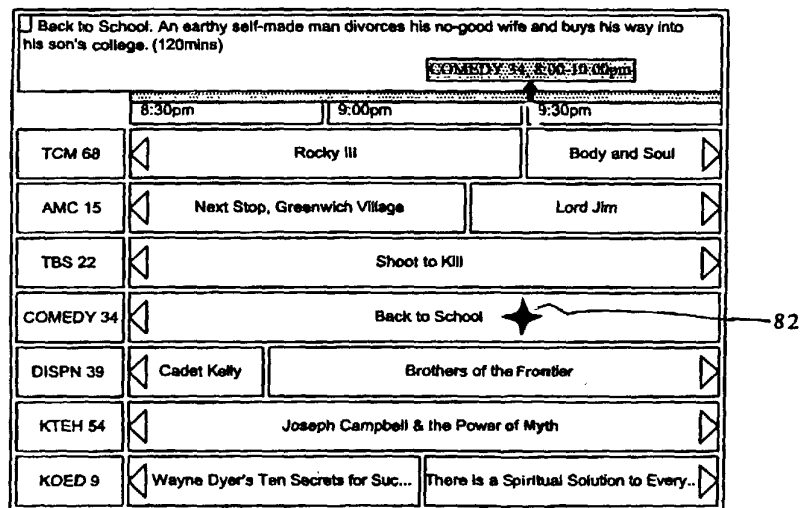 Back to School. An earthy self-made man divorces his no-good wife and buys his way into
his son's college. (120mins)
COMEDY 34, 8:00-10:00pm
8:30pm 9:00pm 9:30pm
TCM 68 Rocky III Body and Soul
AMC 15 Next Stop, Greenwich Village Lord Jim
TBS 22 Shoot to Kill
COMEDY 34 Back to School 82
DISPN 39 Cadet Kelly Brothers of the Frontier
KTEH 54 Joseph Campbell & the Power of Myth
KOED 9 Wayne Dyer's Ten Secrets for Suc... There is a Spiritual Solution to Every..